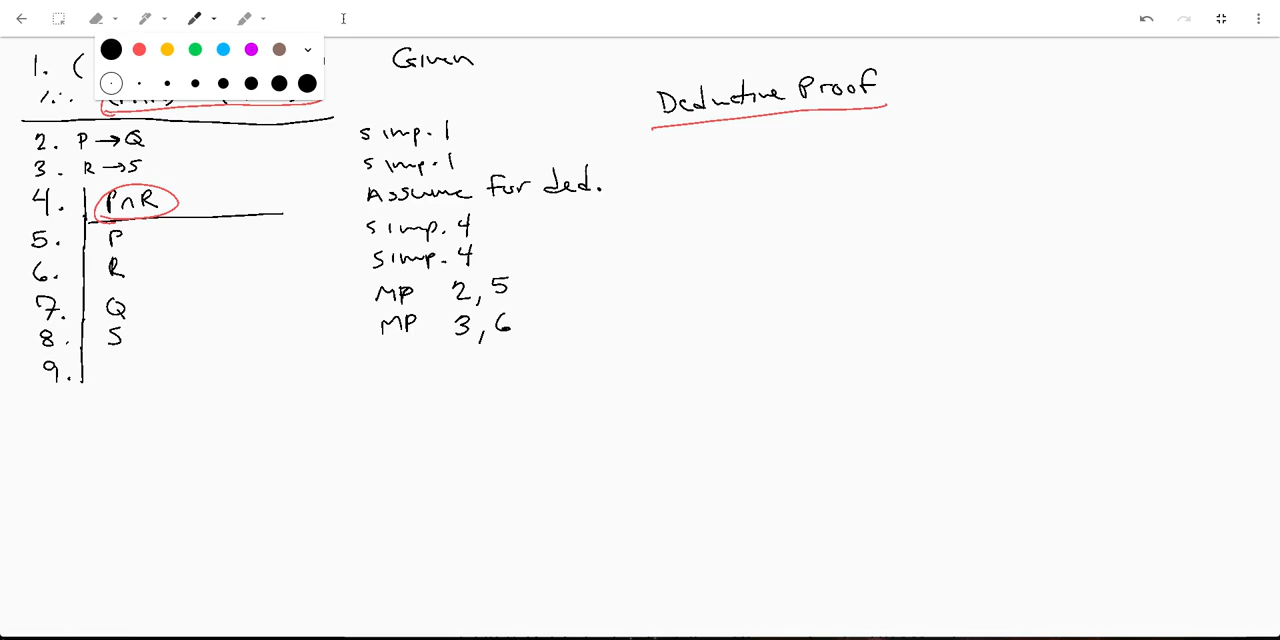 1. ( Given
Deductive Proof
2. P → Q simp. 1
3. R → S simp. 1
4. P ∩ R Assume for ded.
5. P simp. 4
6. R simp. 4
7. Q MP 2, 5
8. S MP 3, 6
9.